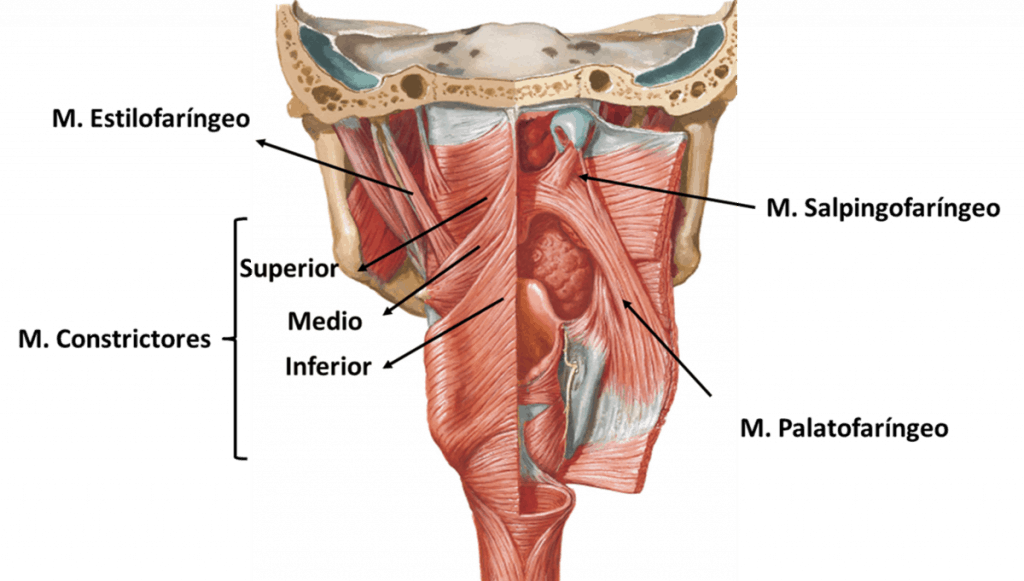 M. Estilofaríngeo
M. Salpingofaríngeo
Superior
Medio
M. Constrictores
Inferior
M. Palatofaríngeo